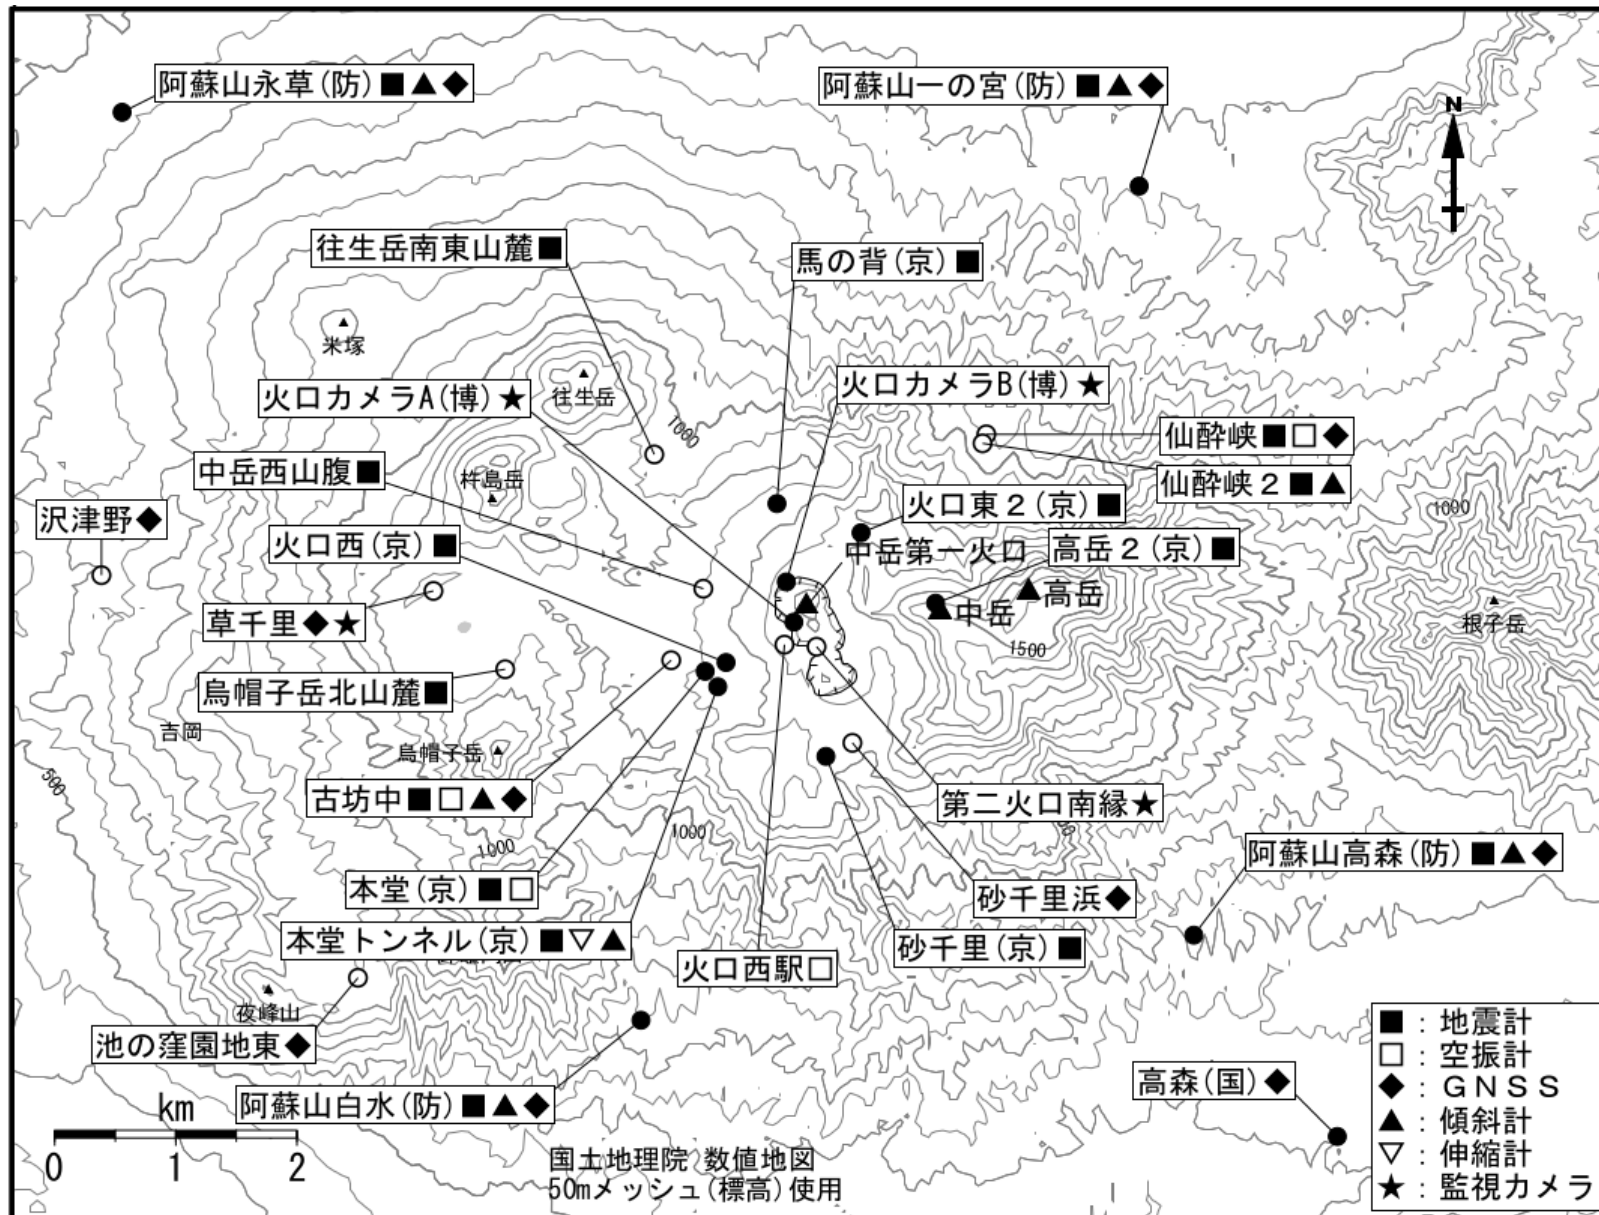 阿蘇山永草(防)■▲◆
阿蘇山一の宮(防)■▲◆
N
往生岳南東山麓■
馬の背(京)■
米塚
火口カメラA(博)★
往生岳
火口カメラB(博)★
1000
仙酔峡■□◆
中岳西山腹■
杵島岳
仙酔峡２■▲
沢津野◆
火口東２(京)■
1000
火口西(京)■
中岳第一火口
高岳２(京)■
草千里◆★
高岳
中岳
根子岳
1500
烏帽子岳北山麓■
吉岡
烏帽子岳
500
古坊中■□▲◆
第二火口南縁★
1000
1000
阿蘇山高森(防)■▲◆
本堂(京)■□
砂千里浜◆
本堂トンネル(京)■▽▲
砂千里(京)■
火口西駅□
夜峰山
池の窪園地東◆
高森(国)◆
阿蘇山白水(防)■▲◆
km
0 1 2
国土地理院 数値地図
50mメッシュ(標高)使用
■：地震計
□：空振計
◆：ＧＮＳＳ
▲：傾斜計
▽：伸縮計
★：監視カメラ